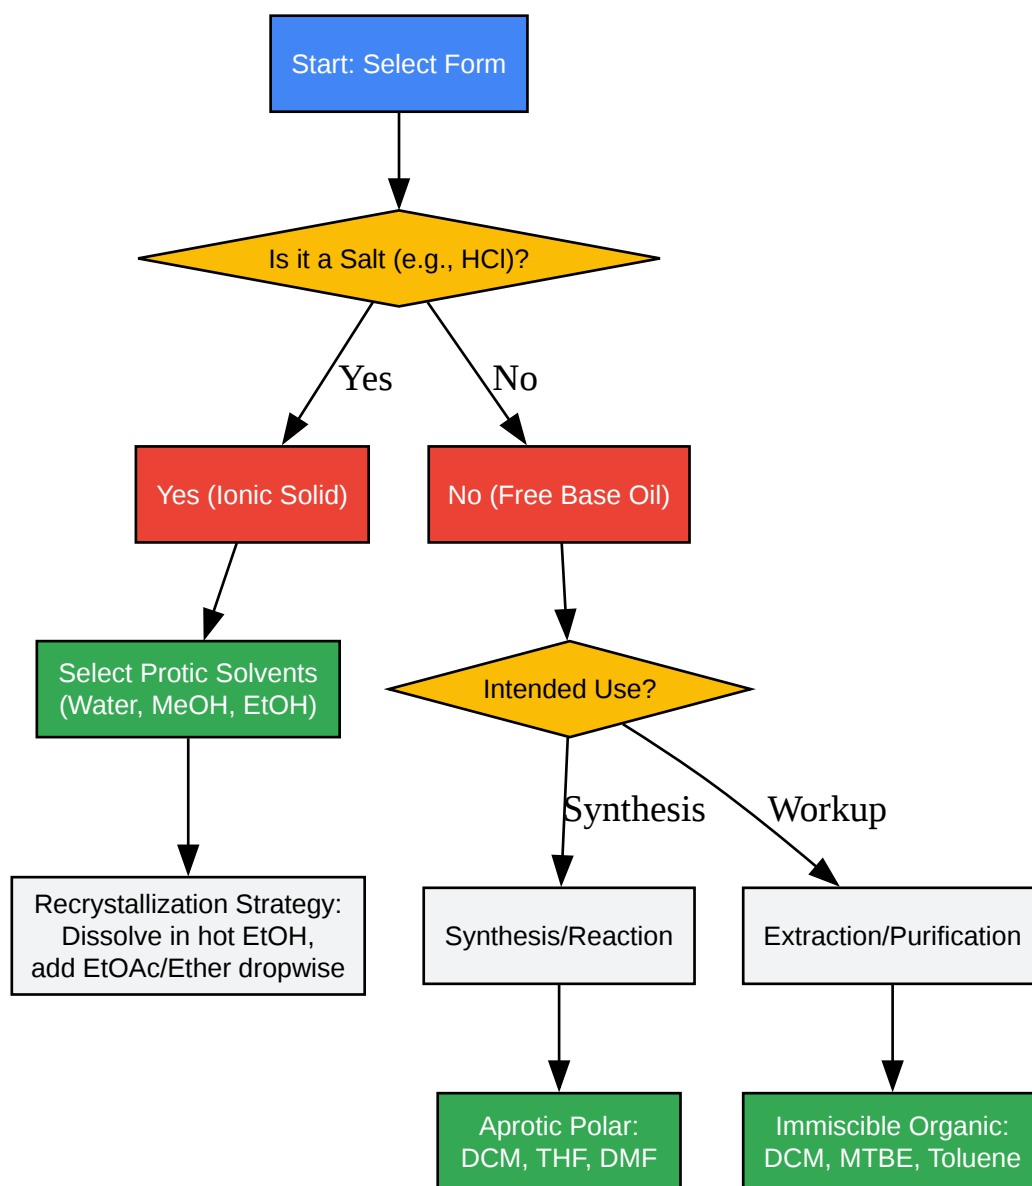 Start: Select Form
Is it a Salt (e.g., HCl)?
Yes
No
Yes (Ionic Solid)
No (Free Base Oil)
Select Protic Solvents
(Water, MeOH, EtOH)
Intended Use?
Synthesis
Workup
Recrystallization Strategy:
Dissolve in hot EtOH,
add EtOAc/Ether dropwise
Synthesis/Reaction
Extraction/Purification
Aprotic Polar:
DCM, THF, DMF
Immiscible Organic:
DCM, MTBE, Toluene